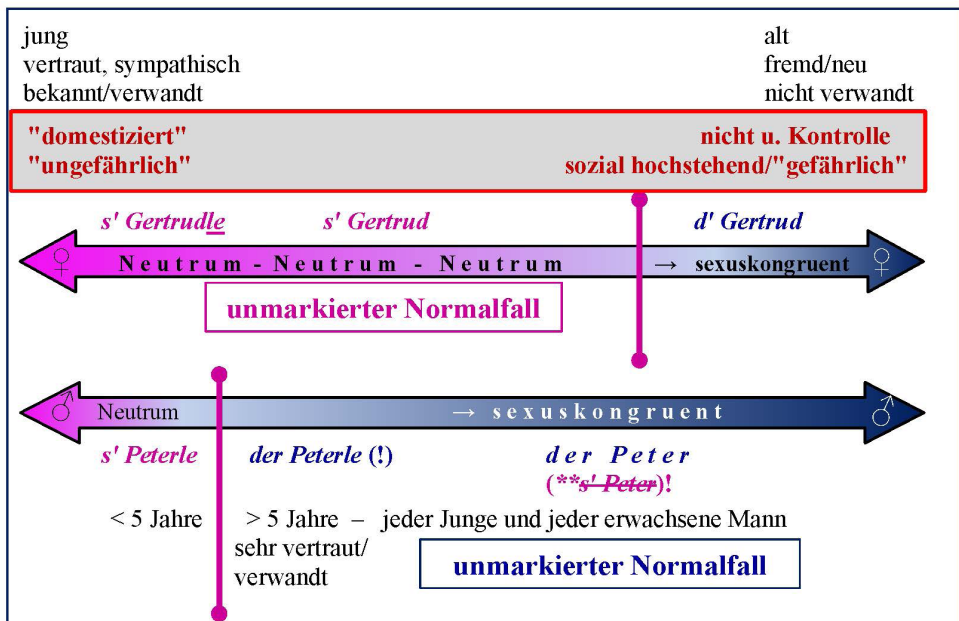 jung alt
vertraut, sympathisch fremd/neu
bekannt/verwandt nicht verwandt
"domestiziert" nicht u. Kontrolle
"ungefährlich" sozial hochstehend/"gefährlich"
s' Gertrudle s' Gertrud d' Gertrud
♀ Neutrum - Neutrum - Neutrum → sexuskongruent ♀
unmarkierter Normalfall
♂ Neutrum → sexuskongruent ♂
s' Peterle der Peterle (!) der Peter
(**s' Peter)!
< 5 Jahre > 5 Jahre – jeder Junge und jeder erwachsene Mann
sehr vertraut/
verwandt
unmarkierter Normalfall